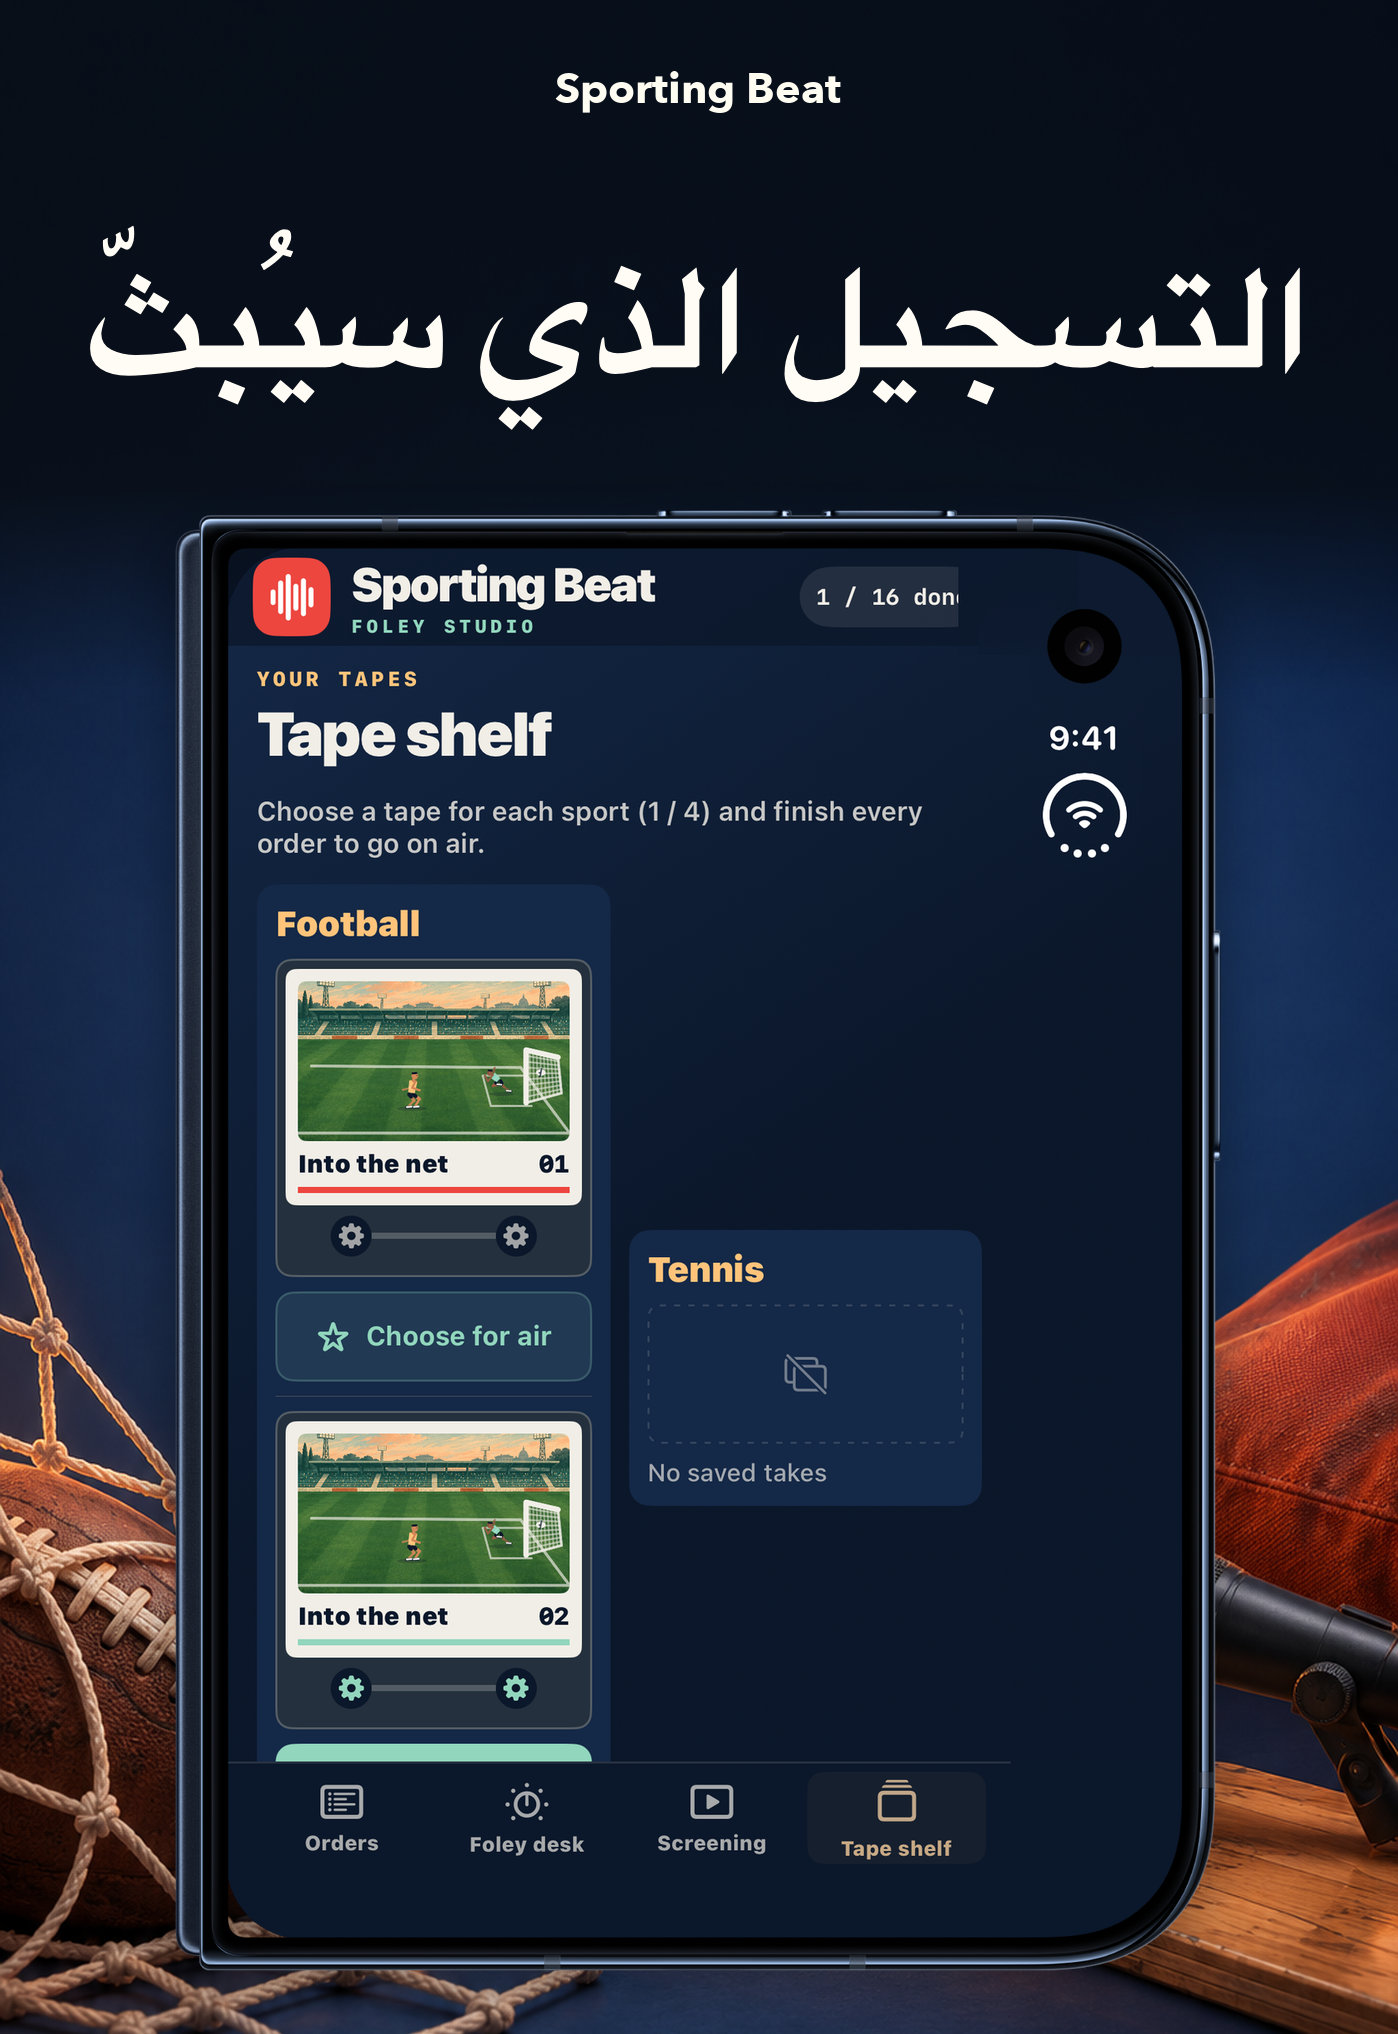 Sporting Beat
التسجيل الذي سيُبثّ
Sporting Beat
FOLEY STUDIO
1 / 16 don
9:41
YOUR TAPES
Tape shelf
Choose a tape for each sport (1 / 4) and finish every
order to go on air.
Football
Into the net 01
Choose for air
Into the net 02
Tennis
No saved takes
Orders
Foley desk
Screening
Tape shelf